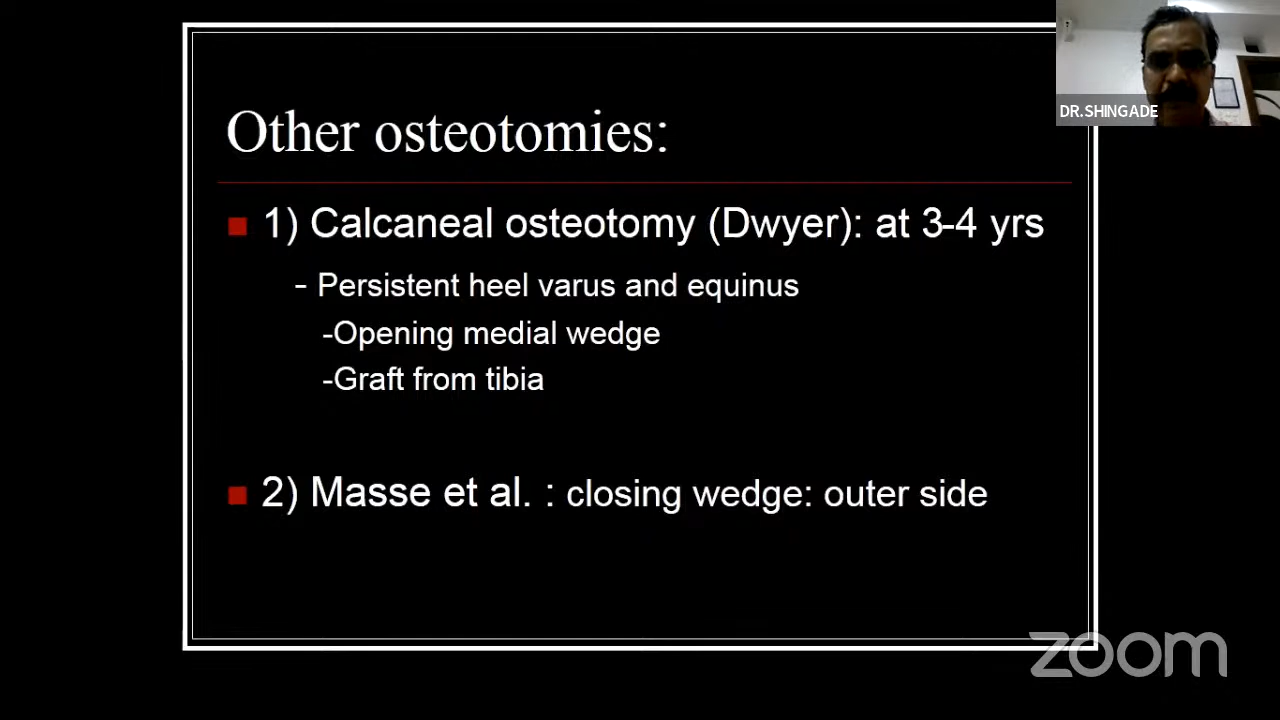 DR.SHINGADE
Other osteotomies:
1) Calcaneal osteotomy (Dwyer): at 3-4 yrs
- Persistent heel varus and equinus
-Opening medial wedge
-Graft from tibia
2) Masse et al. : closing wedge: outer side
zoom